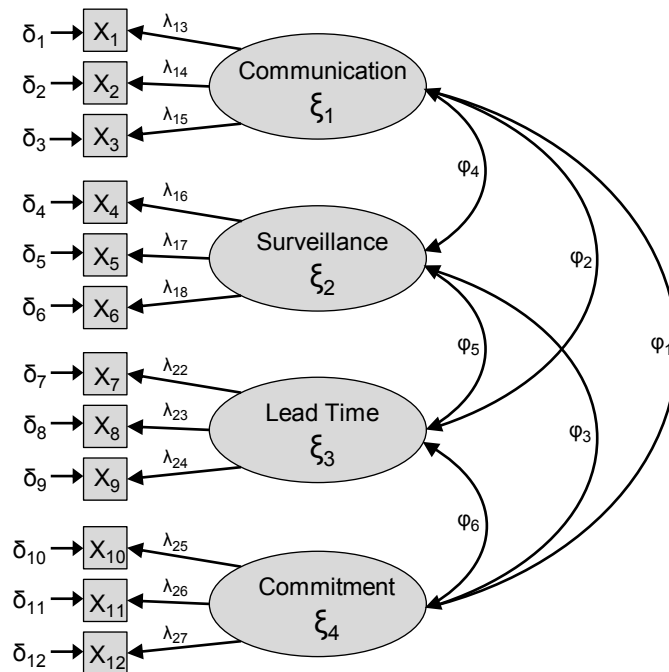 δ₁ X₁ λ₁₃
δ₂ X₂ λ₁₄
δ₃ X₃ λ₁₅
Communication
ξ₁
δ₄ X₄ λ₁₆
δ₅ X₅ λ₁₇
δ₆ X₆ λ₁₈
Surveillance
ξ₂
δ₇ X₇ λ₂₂
δ₈ X₈ λ₂₃
δ₉ X₉ λ₂₄
Lead Time
ξ₃
δ₁₀ X₁₀ λ₂₅
δ₁₁ X₁₁ λ₂₆
δ₁₂ X₁₂ λ₂₇
Commitment
ξ₄
φ₄
φ₂
φ₅
φ₁
φ₃
φ₆